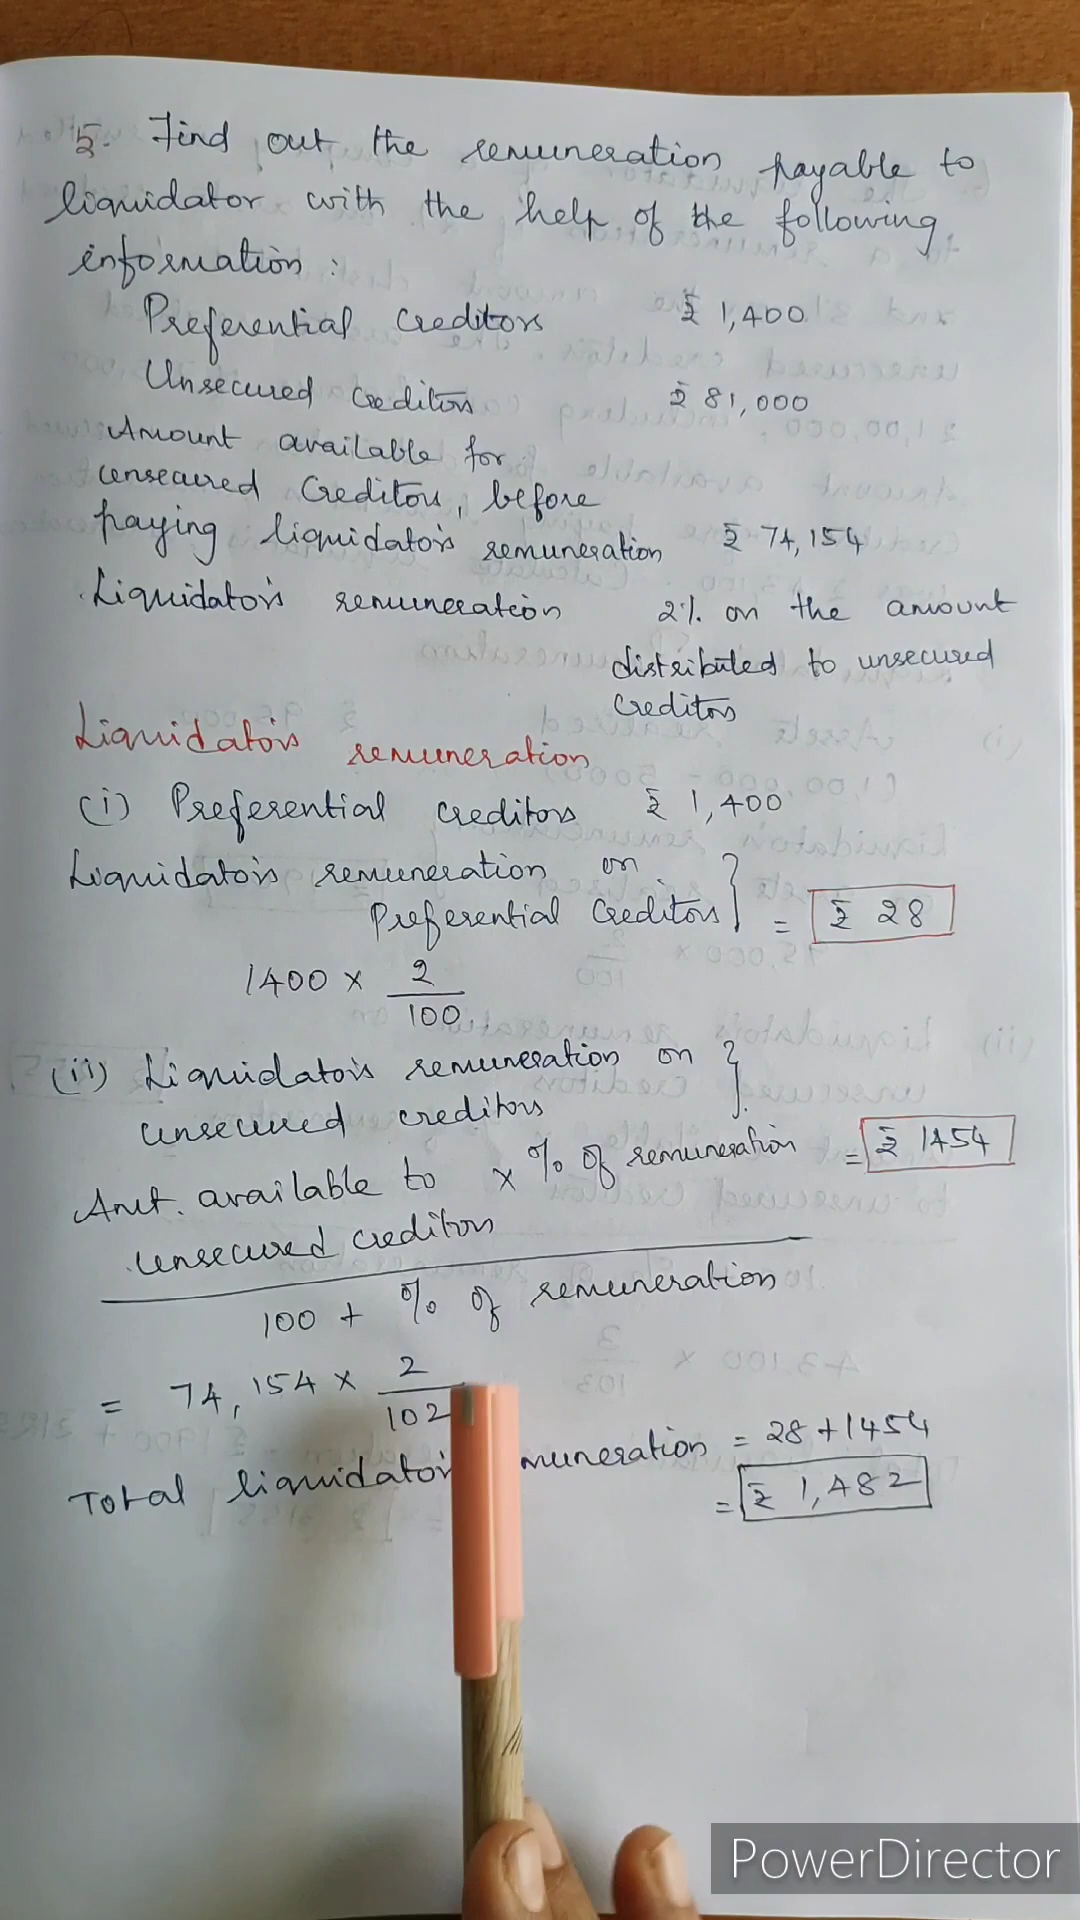 5. Find out the remuneration payable to
liquidator with the help of the following
information :
Preferential Creditors ₹ 1,400
Unsecured Creditors ₹ 81,000
Amount available for
unsecured Creditors, before
paying liquidator's remuneration ₹ 74,154
Liquidator's remuneration 2% on the amount
distributed to unsecured
Creditors
Liquidator's remuneration
(i) Preferential creditors ₹ 1,400
Liquidator's remuneration on
Preferential Creditors } = ₹ 28
1400 × 2
100
(ii) Liquidator's remuneration on
unsecured creditors }
Amt. available to × % of remuneration = ₹ 1454
unsecured creditors
100 + % of remuneration
= 74,154 × 2
102
Total liquidator muneration = 28 + 1454
= ₹ 1,482
PowerDirector